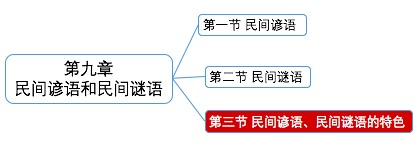 第九章
民间谚语和民间谜语
第一节 民间谚语
第二节 民间谜语
第三节 民间谚语、民间谜语的特色